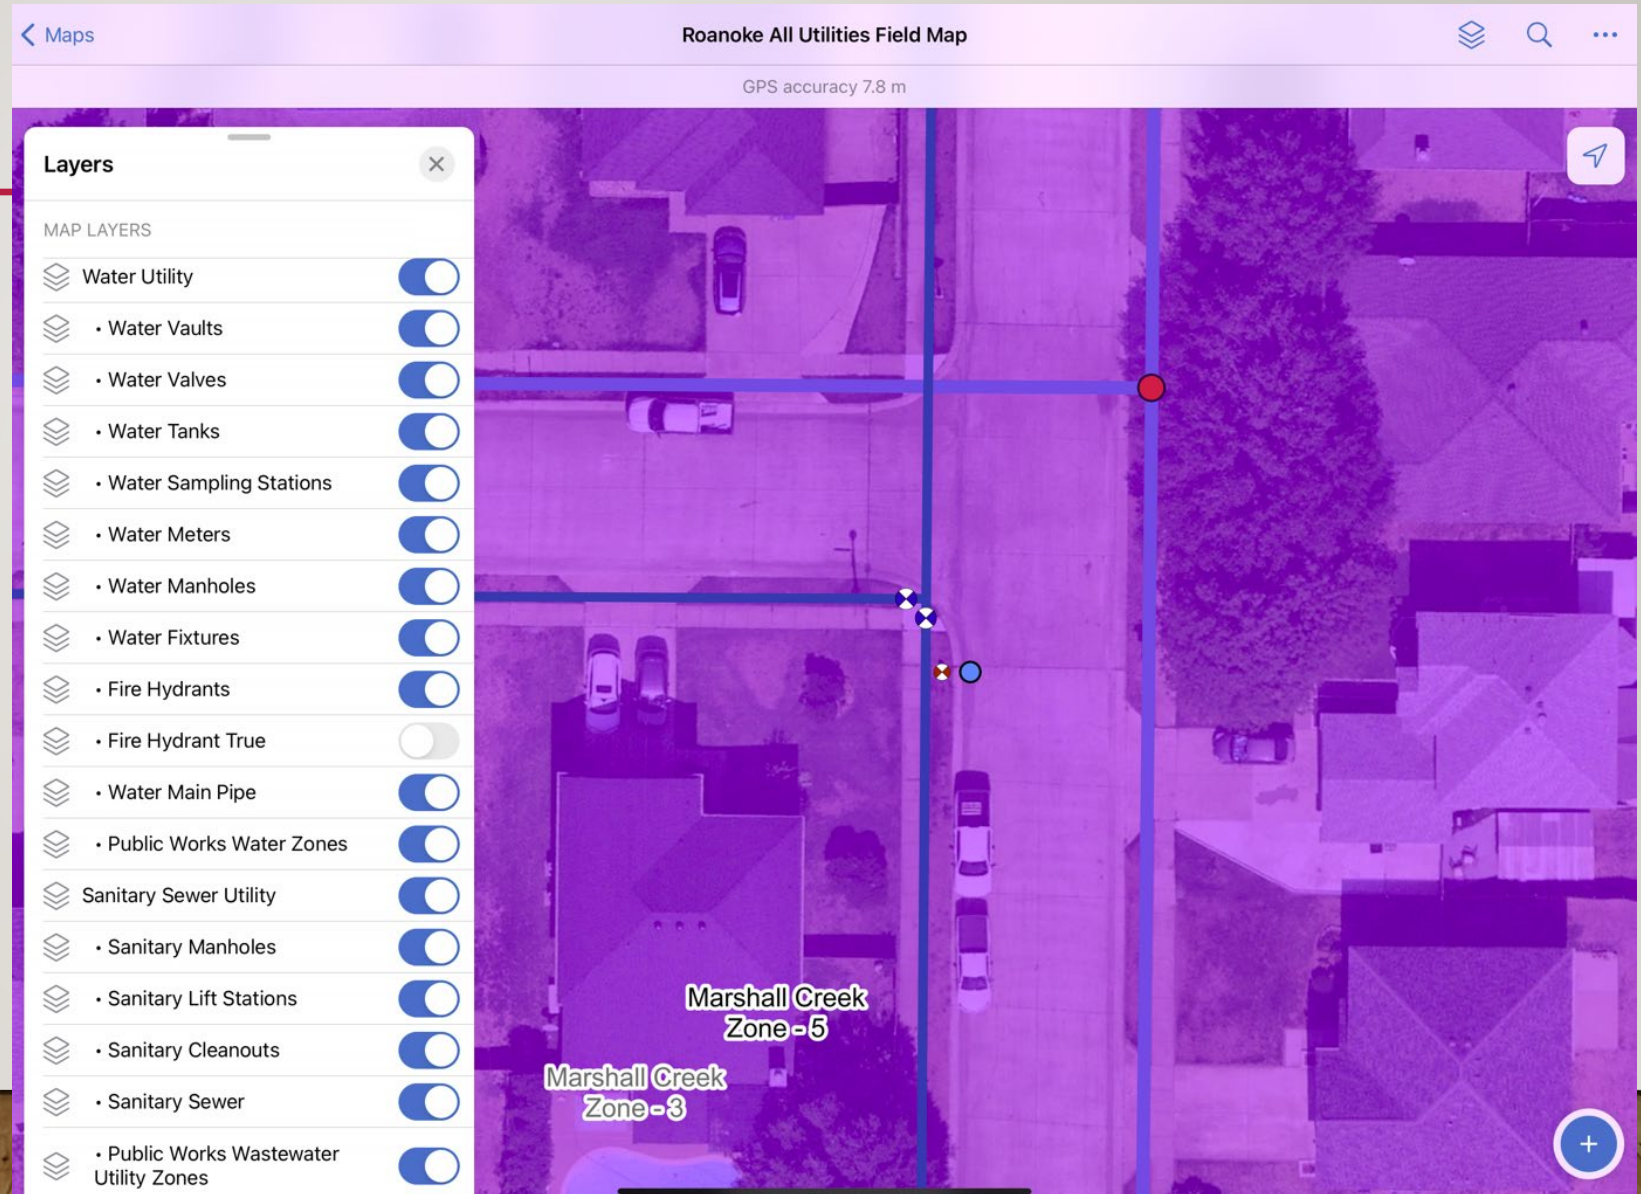 Maps
Roanoke All Utilities Field Map
GPS accuracy 7.8 m
Layers
MAP LAYERS
Water Utility
• Water Vaults
• Water Valves
• Water Tanks
• Water Sampling Stations
• Water Meters
• Water Manholes
• Water Fixtures
• Fire Hydrants
• Fire Hydrant True
• Water Main Pipe
• Public Works Water Zones
Sanitary Sewer Utility
• Sanitary Manholes
• Sanitary Lift Stations
• Sanitary Cleanouts
• Sanitary Sewer
• Public Works Wastewater
Utility Zones
Marshall Creek
Zone - 5
Marshall Creek
Zone - 3